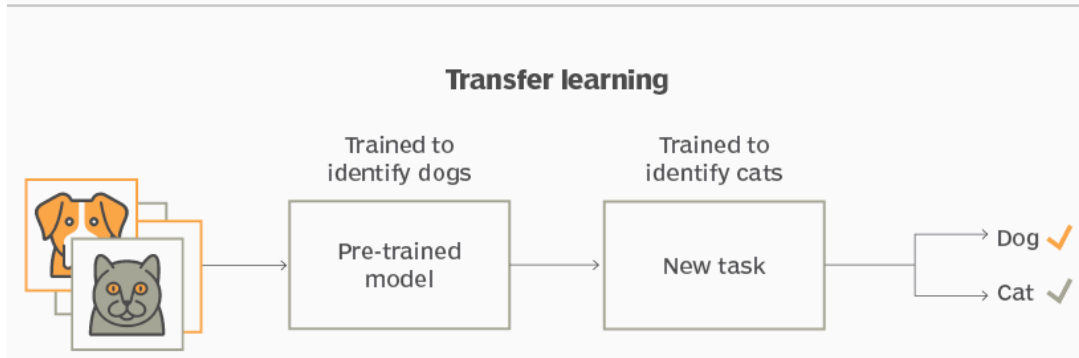 Transfer learning
Trained to
identify dogs
Trained to
identify cats
Pre-trained
model
New task
Dog
Cat